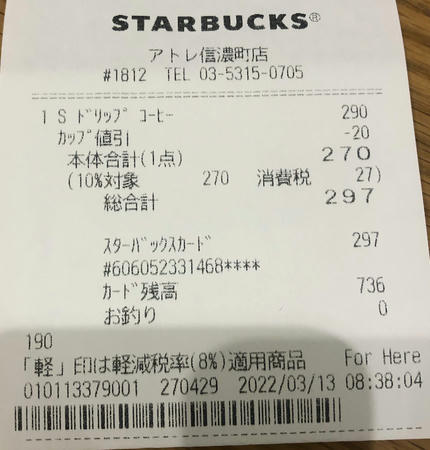 STARBUCKS®
アトレ信濃町店
#1812 TEL 03-5315-0705
1 S ﾄﾞﾘｯﾌﾟ ｺｰﾋｰ 290
ｶｯﾌﾟ値引 -20
本体合計(1点) 270
(10%対象 270 消費税 27)
総合計 297
ｽﾀｰﾊﾞｯｸｽｶｰﾄﾞ 297
#606052331468****
ｶｰﾄﾞ残高 736
お釣り 0
190
「軽」印は軽減税率(8%)適用商品 For Here
010113379001 270429 2022/03/13 08:38:04